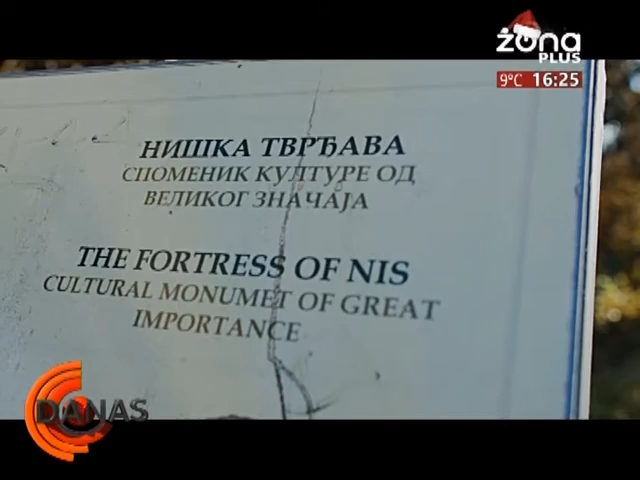 żona
PLUS
9°C 16:25
НИШКА ТВРЂАВА
СПОМЕНИК КУЛТУРЕ ОД
ВЕЛИКОГ ЗНАЧАЈА
THE FORTRESS OF NIS
CULTURAL MONUMET OF GREAT
IMPORTANCE
DANAS